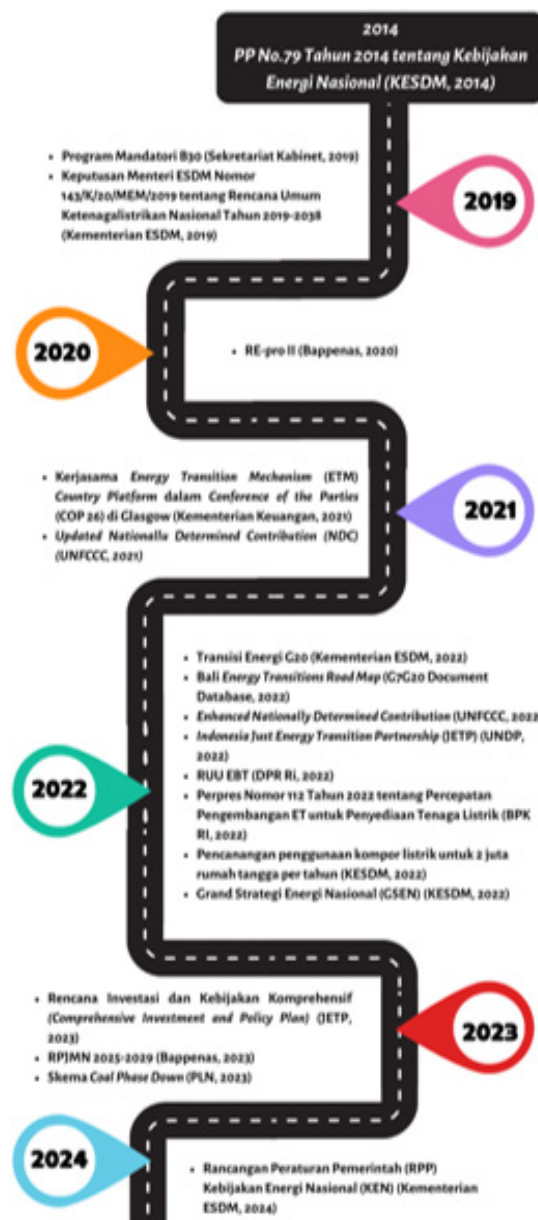 2014
PP No.79 Tahun 2014 tentang Kebijakan
Energi Nasional (KESDM, 2014)
• Program Mandatori B30 (Sekretariat Kabinet, 2019)
• Keputusan Menteri ESDM Nomor
143/K/20/MEM/2019 tentang Rencana Umum
Ketenagalistrikan Nasional Tahun 2019-2038
(Kementerian ESDM, 2019)
2019
2020
• RE-pro II (Bappenas, 2020)
• Kerjasama Energy Transition Mechanism (ETM)
Country Platform dalam Conference of the Parties
(COP 26) di Glasgow (Kementerian Keuangan, 2021)
• Updated Nationalla Determined Contribution (NDC)
(UNFCCC, 2021)
2021
• Transisi Energi G20 (Kementerian ESDM, 2022)
• Bali Energy Transitions Road Map (G7G20 Document
Database, 2022)
• Enhanced Nationally Determined Contribution (UNFCCC, 2022
• Indonesia Just Energy Transition Partnership (JETP) (UNDP,
2022)
• RUU EBT (DPR Ri, 2022)
• Perpres Nomor 112 Tahun 2022 tentang Percepatan
Pengembangan ET untuk Penyediaan Tenaga Listrik (BPK
RI, 2022)
• Pencanangan penggunaan kompor listrik untuk 2 juta
rumah tangga per tahun (KESDM, 2022)
• Grand Strategi Energi Nasional (GSEN) (KESDM, 2022)
2022
• Rencana Investasi dan Kebijakan Komprehensif
(Comprehensive Investment and Policy Plan) (JETP,
2023)
• RPJMN 2025-2029 (Bappenas, 2023)
• Skema Coal Phase Down (PLN, 2023)
2023
2024
• Rancangan Peraturan Pemerintah (RPP)
Kebijakan Energi Nasional (KEN) (Kementerian
ESDM, 2024)